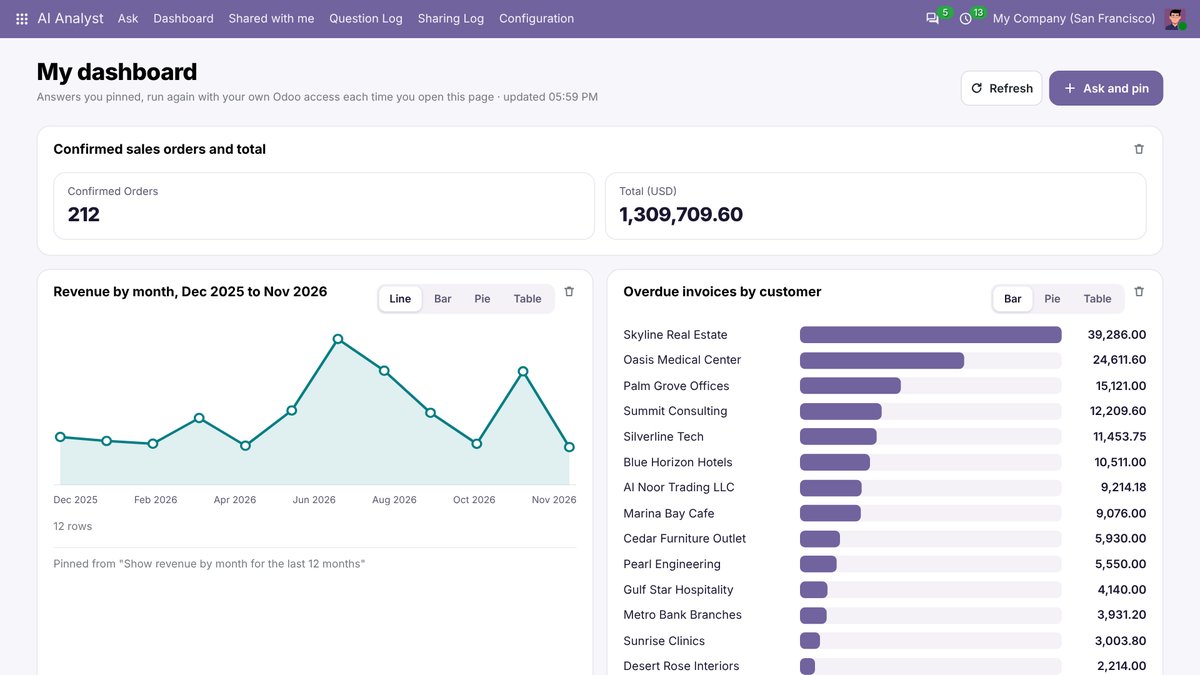 AI Analyst Ask Dashboard Shared with me Question Log Sharing Log Configuration 5 13 My Company (San Francisco)
My dashboard
Answers you pinned, run again with your own Odoo access each time you open this page · updated 05:59 PM
Refresh
+ Ask and pin
Confirmed sales orders and total
Confirmed Orders
212
Total (USD)
1,309,709.60
Revenue by month, Dec 2025 to Nov 2026
Line Bar Pie Table
Dec 2025 Feb 2026 Apr 2026 Jun 2026 Aug 2026 Oct 2026 Nov 2026
12 rows
Pinned from "Show revenue by month for the last 12 months"
Overdue invoices by customer
Bar Pie Table
Skyline Real Estate 39,286.00
Oasis Medical Center 24,611.60
Palm Grove Offices 15,121.00
Summit Consulting 12,209.60
Silverline Tech 11,453.75
Blue Horizon Hotels 10,511.00
Al Noor Trading LLC 9,214.18
Marina Bay Cafe 9,076.00
Cedar Furniture Outlet 5,930.00
Pearl Engineering 5,550.00
Gulf Star Hospitality 4,140.00
Metro Bank Branches 3,931.20
Sunrise Clinics 3,003.80
Desert Rose Interiors 2,214.00